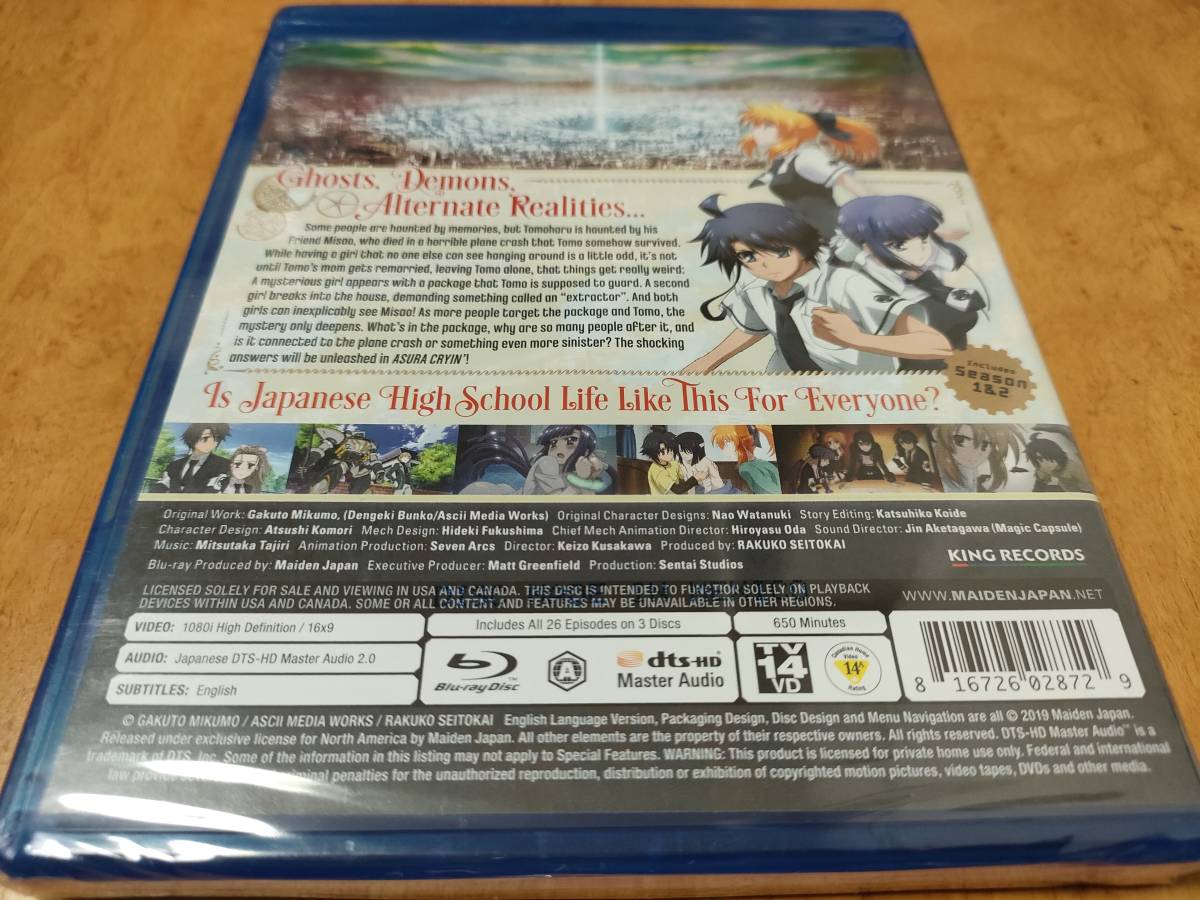 Ghosts, Demons,
Alternate Realities...
Some people are haunted by memories, but Tomoharu is haunted by his
Friend Misao, who died in a horrible plane crash that Tomo somehow survived.
While having a girl that no one else can see hanging around is a little odd, it's not
until Tomo's mom gets remarried, leaving Tomo alone, that things get really weird:
A mysterious girl appears with a package that Tomo is supposed to guard. A second
girl breaks into the house, demanding something called an "extractor". And both
girls can inexplicably see Misao! As more people target the package and Tomo, the
mystery only deepens. What's in the package, why are so many people after it, and
is it connected to the plane crash or something even more sinister? The shocking
answers will be unleashed in ASURA CRYIN'!
Includes
Season
1&2
Is Japanese High School Life Like This For Everyone?
Original Work: Gakuto Mikumo, (Dengeki Bunko/Ascii Media Works) Original Character Designs: Nao Watanuki Story Editing: Katsuhiko Koide
Character Design: Atsushi Komori Mech Design: Hideki Fukushima Chief Mech Animation Director: Hiroyasu Oda Sound Director: Jin Aketagawa (Magic Capsule)
Music: Mitsutaka Tajiri Animation Production: Seven Arcs Director: Keizo Kusakawa Produced by: RAKUKO SEITOKAI
Blu-ray Produced by: Maiden Japan Executive Producer: Matt Greenfield Production: Sentai Studios
KING RECORDS
LICENSED SOLELY FOR SALE AND VIEWING IN USA AND CANADA. THIS DISC IS INTENDED TO FUNCTION SOLELY ON PLAYBACK
DEVICES WITHIN USA AND CANADA. SOME OR ALL CONTENT AND FEATURES MAY BE UNAVAILABLE IN OTHER REGIONS.
WWW.MAIDENJAPAN.NET
VIDEO: 1080i High Definition / 16x9
AUDIO: Japanese DTS-HD Master Audio 2.0
SUBTITLES: English
Includes All 26 Episodes on 3 Discs
Blu-ray Disc™
A
dts-HD
Master Audio
650 Minutes
TV
14
VD
Canadian Home
Video
14A
Rating
8 16726 02872 9
© GAKUTO MIKUMO / ASCII MEDIA WORKS / RAKUKO SEITOKAI English Language Version, Packaging Design, Disc Design and Menu Navigation are all © 2019 Maiden Japan.
Released under exclusive license for North America by Maiden Japan. All other elements are the property of their respective owners. All rights reserved. DTS-HD Master Audio™ is a
trademark of DTS, Inc. Some of the information in this listing may not apply to Special Features. WARNING: This product is licensed for private home use only. Federal and international
law penalties for the unauthorized reproduction, distribution or exhibition of copyrighted motion pictures, video tapes, DVDs and other media.